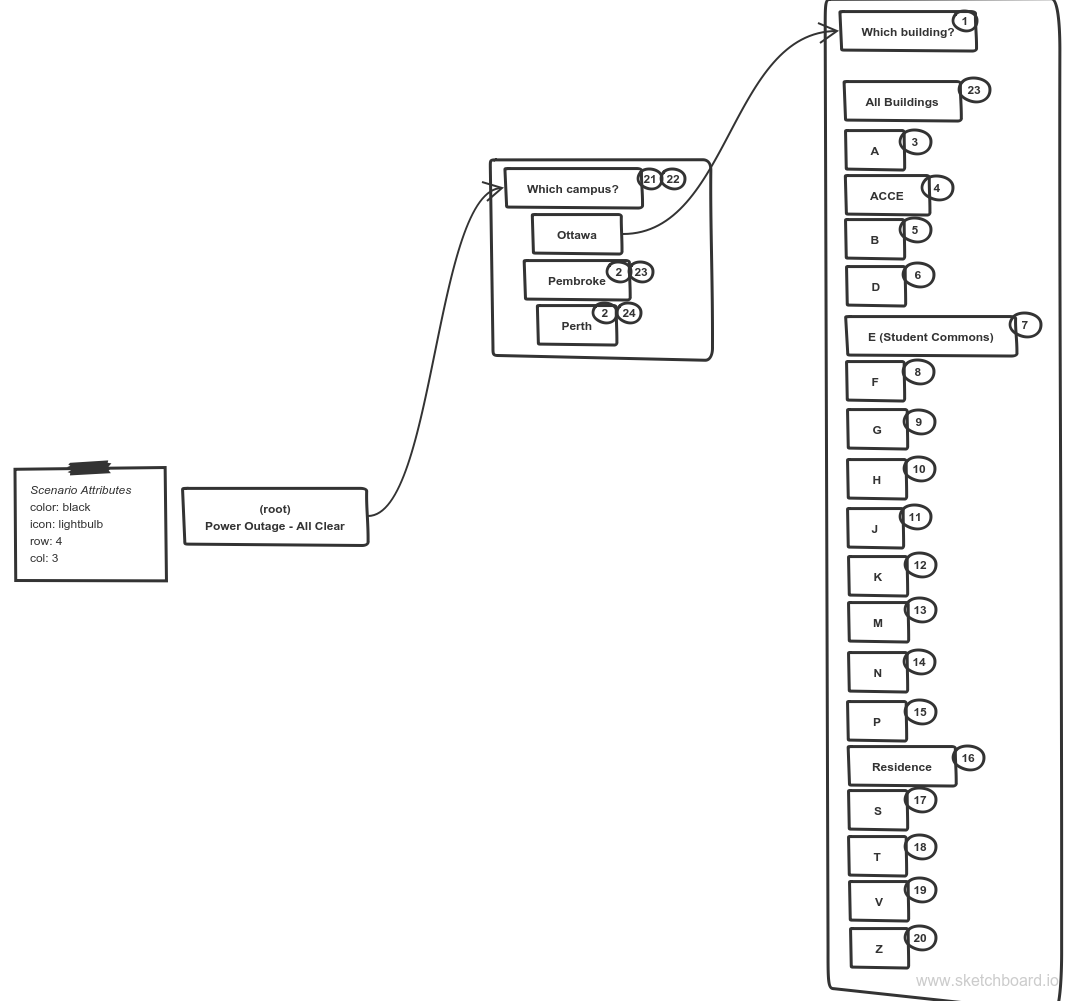 Scenario Attributes
color: black
icon: lightbulb
row: 4
col: 3
(root)
Power Outage - All Clear
Which campus?
21
22
Ottawa
Pembroke
2
23
Perth
2
24
Which building?
1
All Buildings
23
A
3
ACCE
4
B
5
D
6
E (Student Commons)
7
F
8
G
9
H
10
J
11
K
12
M
13
N
14
P
15
Residence
16
S
17
T
18
V
19
Z
20
www.sketchboard.io